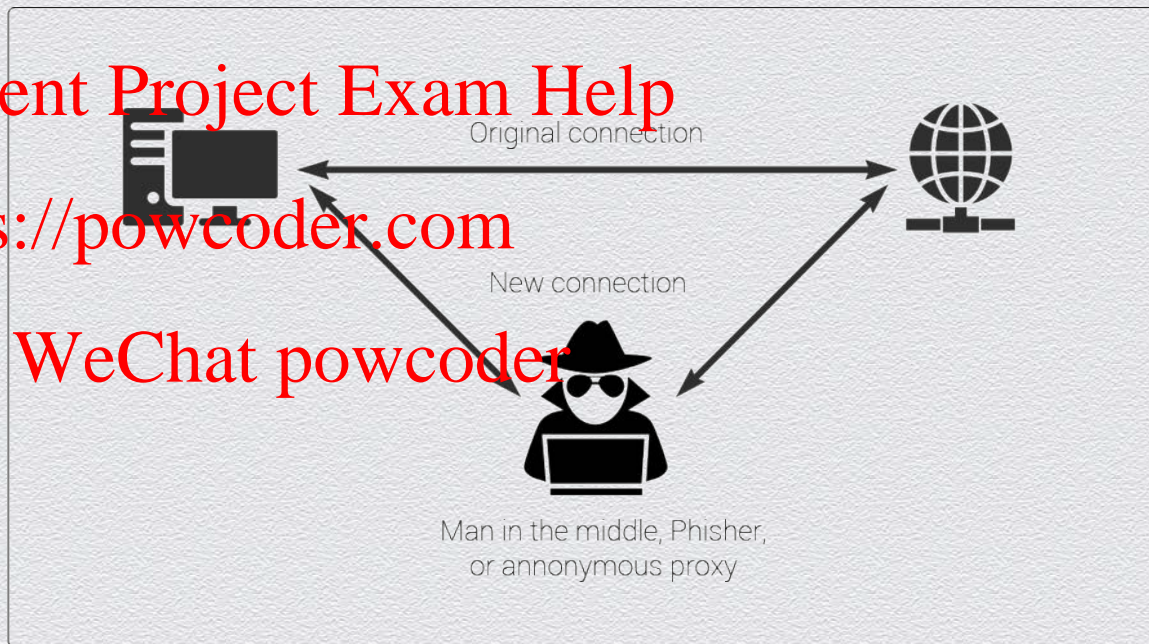 ent Project Exam Help
Original connection
s://powcoder.com
New connection
WeChat powcoder
Man in the middle, Phisher,
or annonymous proxy